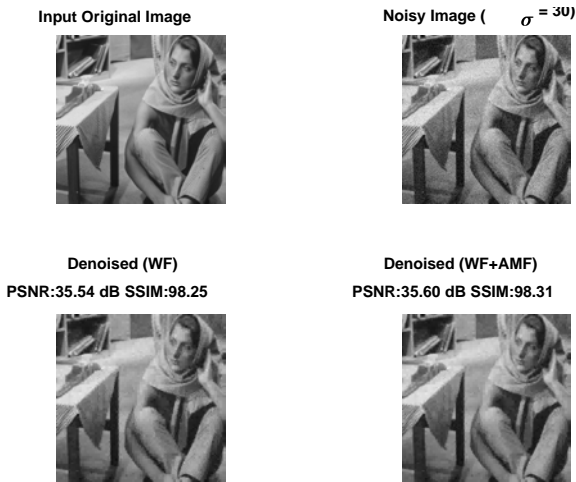 Input Original Image
Noisy Image ( σ = 30)
Denoised (WF)
PSNR:35.54 dB SSIM:98.25
Denoised (WF+AMF)
PSNR:35.60 dB SSIM:98.31